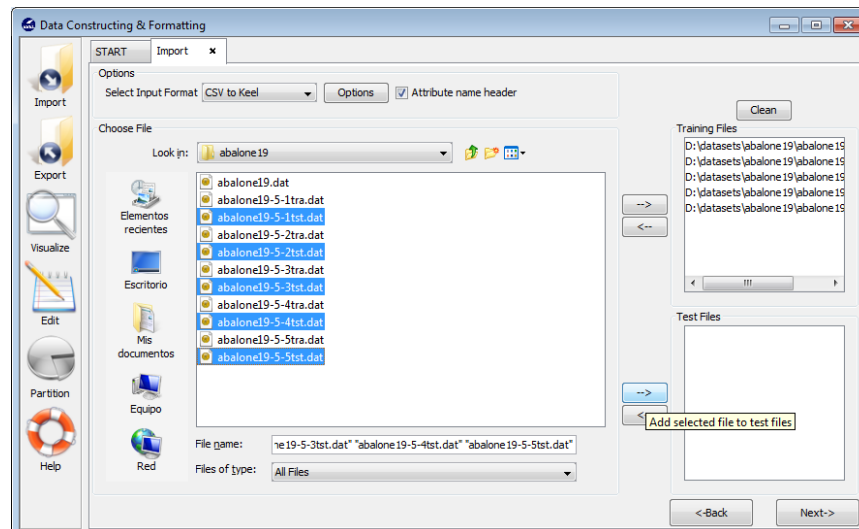 Data Constructing & Formatting
Import
Export
Visualize
Edit
Partition
Help
START
Import
Options
Select Input Format CSV to Keel Options Attribute name header
Choose File
Look in: abalone19
Elementos
recientes
Escritorio
Mis
documentos
Equipo
Red
abalone19.dat
abalone19-5-1tra.dat
abalone19-5-1tst.dat
abalone19-5-2tra.dat
abalone19-5-2tst.dat
abalone19-5-3tra.dat
abalone19-5-3tst.dat
abalone19-5-4tra.dat
abalone19-5-4tst.dat
abalone19-5-5tra.dat
abalone19-5-5tst.dat
File name: ne19-5-3tst.dat" "abalone19-5-4tst.dat" "abalone19-5-5tst.dat"
Files of type: All Files
-->
<--
-->
<
Add selected file to test files
Clean
Training Files
D:\datasets\abalone19\abalone19
D:\datasets\abalone19\abalone19
D:\datasets\abalone19\abalone19
D:\datasets\abalone19\abalone19
D:\datasets\abalone19\abalone19
Test Files
<-Back
Next->